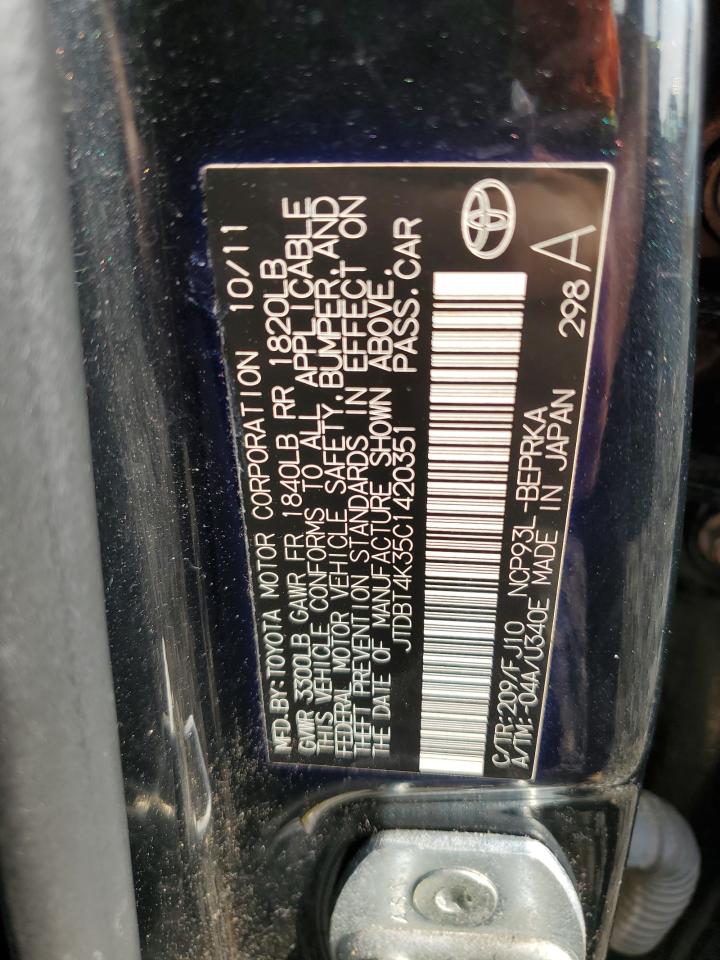 MFD.BY:TOYOTA MOTOR CORPORATION 10/11
GVWR 3300LB GAWR FR 1840LB RR 1820LB
THIS VEHICLE CONFORMS TO ALL APPLICABLE
FEDERAL MOTOR VEHICLE SAFETY,BUMPER,AND
THEFT PREVENTION STANDARDS IN EFFECT ON
THE DATE OF MANUFACTURE SHOWN ABOVE.
JTDBT4K35C1420351 PASS.CAR
C/TR:209/FJ10 NCP93L-BEPRKA
A/TM:-04A/U340E MADE IN JAPAN 298A